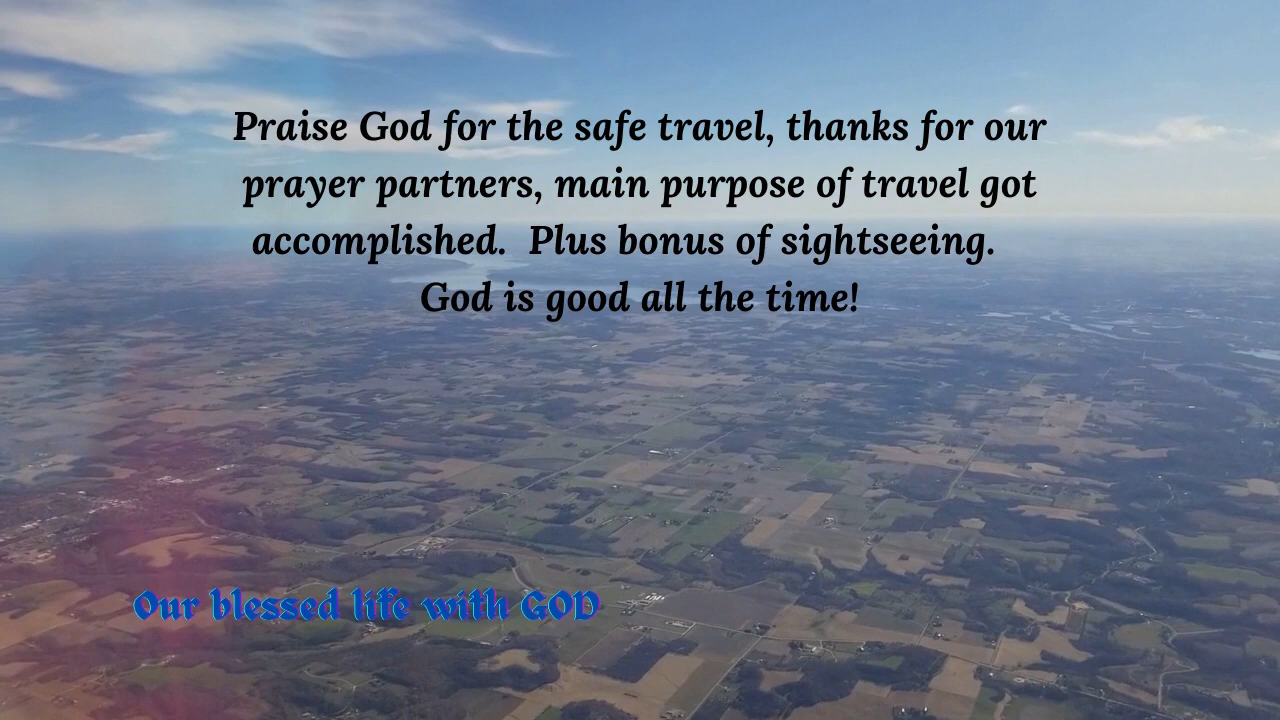 Praise God for the safe travel, thanks for our
prayer partners, main purpose of travel got
accomplished.  Plus bonus of sightseeing.
God is good all the time!
Our blessed life with GOD